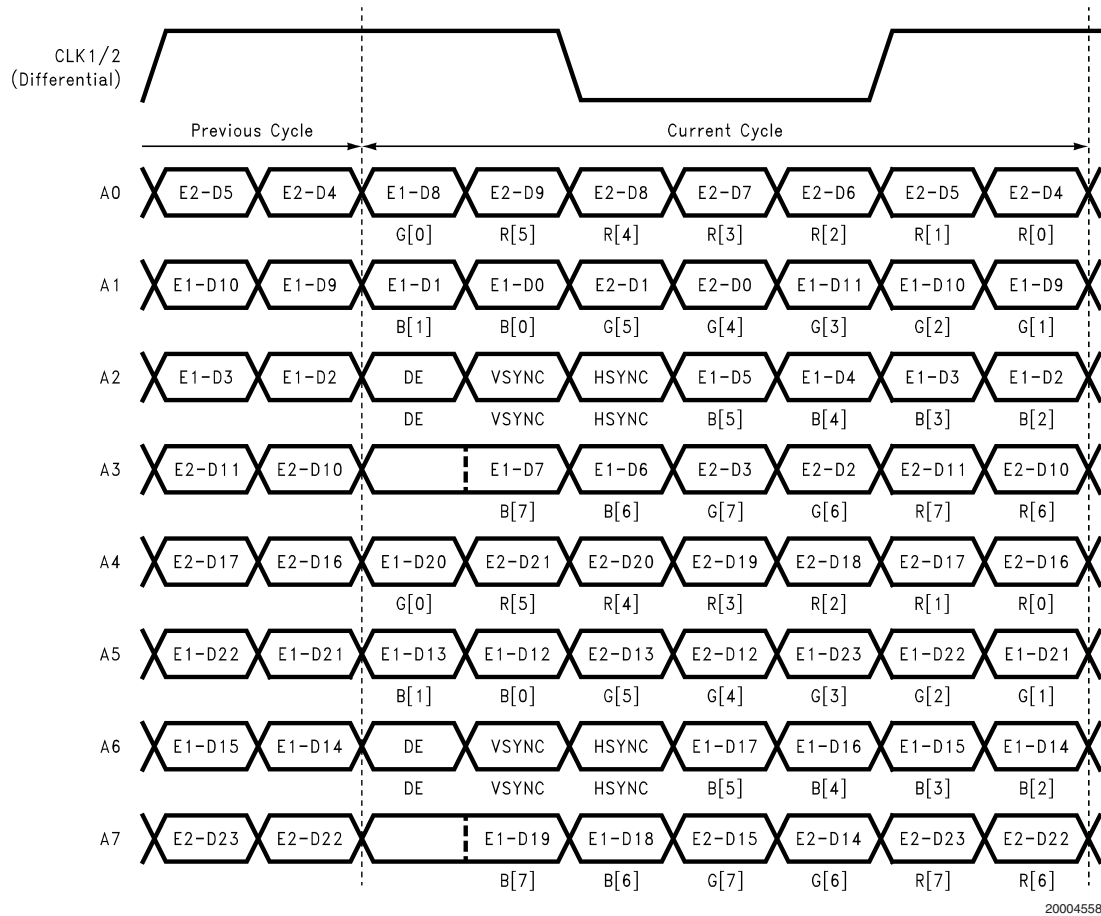 CLK1/2
(Differential)
Previous Cycle Current Cycle
A0 E2-D5 E2-D4 E1-D8 E2-D9 E2-D8 E2-D7 E2-D6 E2-D5 E2-D4
G[0] R[5] R[4] R[3] R[2] R[1] R[0]
A1 E1-D10 E1-D9 E1-D1 E1-D0 E2-D1 E2-D0 E1-D11 E1-D10 E1-D9
B[1] B[0] G[5] G[4] G[3] G[2] G[1]
A2 E1-D3 E1-D2 DE VSYNC HSYNC E1-D5 E1-D4 E1-D3 E1-D2
DE VSYNC HSYNC B[5] B[4] B[3] B[2]
A3 E2-D11 E2-D10 E1-D7 E1-D6 E2-D3 E2-D2 E2-D11 E2-D10
B[7] B[6] G[7] G[6] R[7] R[6]
A4 E2-D17 E2-D16 E1-D20 E2-D21 E2-D20 E2-D19 E2-D18 E2-D17 E2-D16
G[0] R[5] R[4] R[3] R[2] R[1] R[0]
A5 E1-D22 E1-D21 E1-D13 E1-D12 E2-D13 E2-D12 E1-D23 E1-D22 E1-D21
B[1] B[0] G[5] G[4] G[3] G[2] G[1]
A6 E1-D15 E1-D14 DE VSYNC HSYNC E1-D17 E1-D16 E1-D15 E1-D14
DE VSYNC HSYNC B[5] B[4] B[3] B[2]
A7 E2-D23 E2-D22 E1-D19 E1-D18 E2-D15 E2-D14 E2-D23 E2-D22
B[7] B[6] G[7] G[6] R[7] R[6]
20004558